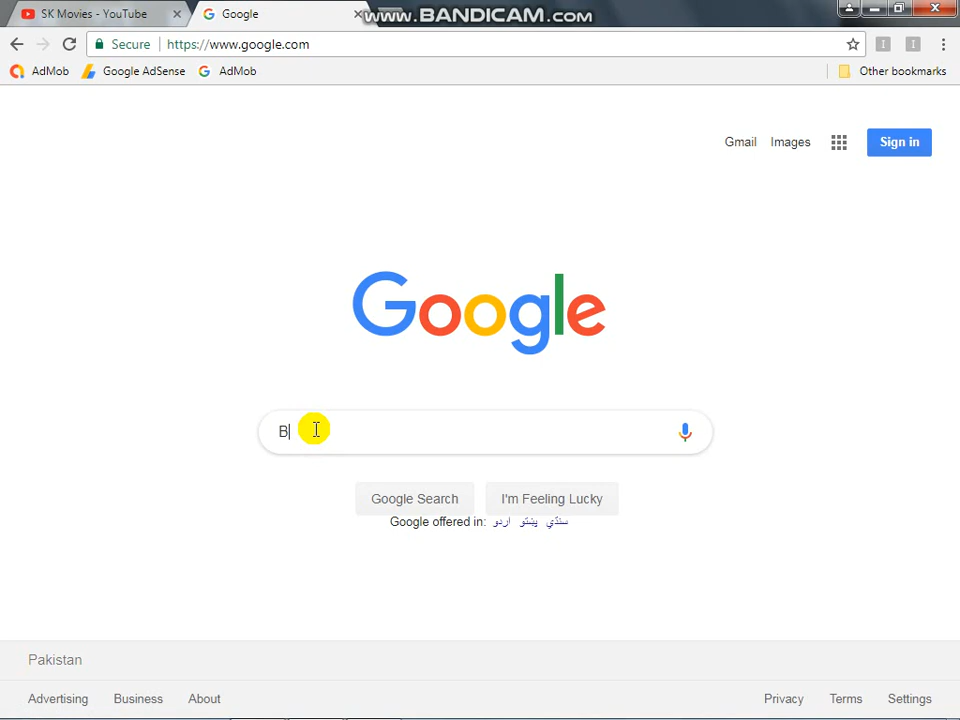 SK Movies - YouTube
Google
www.BANDICAM.com
Secure
https://www.google.com
AdMob
Google AdSense
AdMob
Other bookmarks
Gmail
Images
Sign in
Google
B
Google Search
I'm Feeling Lucky
Google offered in: اردو پښتو سنڌي
Pakistan
Advertising
Business
About
Privacy
Terms
Settings